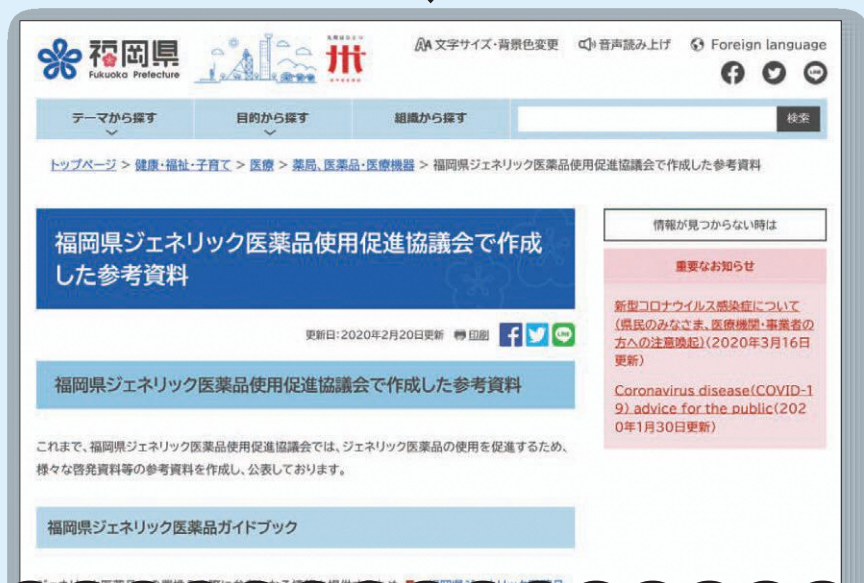 福岡県
Fukuoka Prefecture
文字サイズ・背景色変更 音声読み上げ Foreign language
テーマから探す 目的から探す 組織から探す 検索
トップページ > 健康・福祉・子育て > 医療 > 薬局、医薬品・医療機器 > 福岡県ジェネリック医薬品使用促進協議会で作成した参考資料
福岡県ジェネリック医薬品使用促進協議会で作成
した参考資料
更新日:2020年2月20日更新 印刷
福岡県ジェネリック医薬品使用促進協議会で作成した参考資料
これまで、福岡県ジェネリック医薬品使用促進協議会では、ジェネリック医薬品の使用を促進するため、
様々な啓発資料等の参考資料を作成し、公表しております。
福岡県ジェネリック医薬品ガイドブック
情報が見つからない時は
重要なお知らせ
新型コロナウイルス感染症について
(県民のみなさま、医療機関・事業者の
方への注意喚起)(2020年3月16日
更新)
Coronavirus disease(COVID-1
9) advice for the public(202
0年1月30日更新)